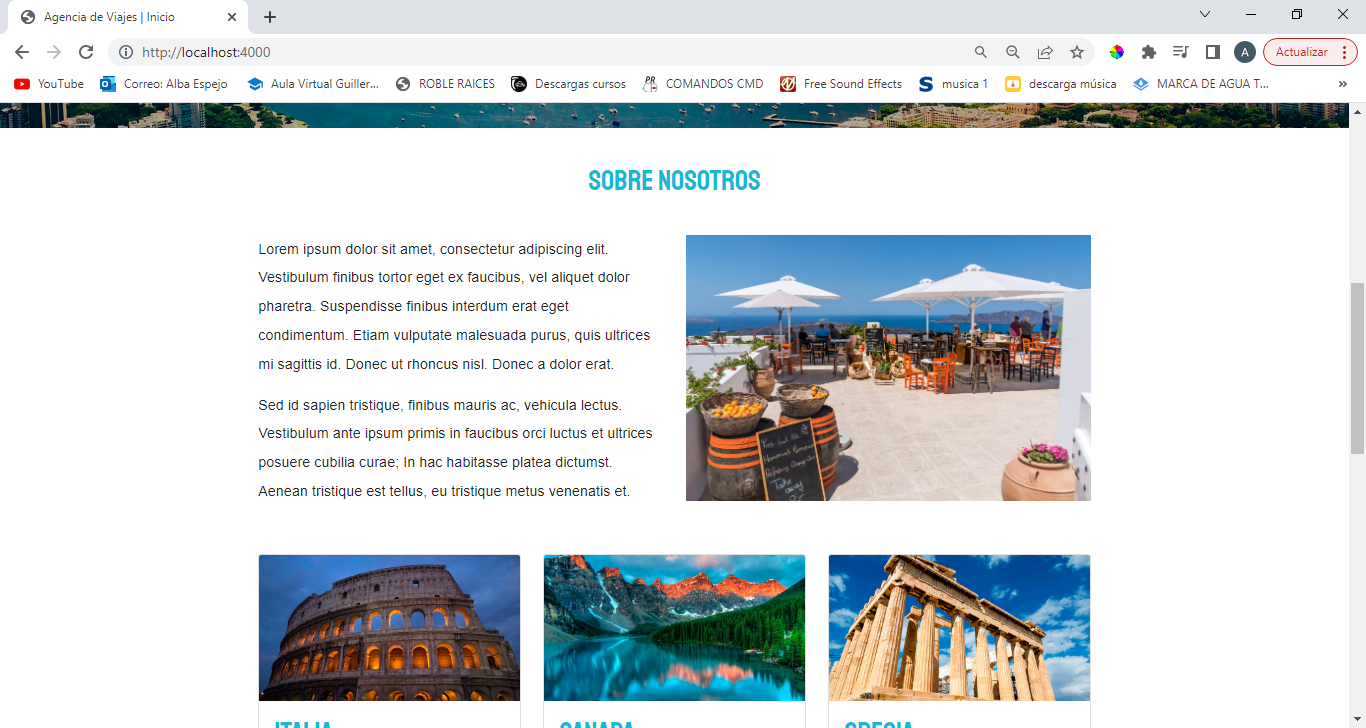 Agencia de Viajes | Inicio
http://localhost:4000
A
Actualizar
YouTube
Correo: Alba Espejo
Aula Virtual Guiller...
ROBLE RAICES
Descargas cursos
COMANDOS CMD
Free Sound Effects
musica 1
descarga música
MARCA DE AGUA T...
SOBRE NOSOTROS
Lorem ipsum dolor sit amet, consectetur adipiscing elit.
Vestibulum finibus tortor eget ex faucibus, vel aliquet dolor
pharetra. Suspendisse finibus interdum erat eget
condimentum. Etiam vulputate malesuada purus, quis ultrices
mi sagittis id. Donec ut rhoncus nisl. Donec a dolor erat.
Sed id sapien tristique, finibus mauris ac, vehicula lectus.
Vestibulum ante ipsum primis in faucibus orci luctus et ultrices
posuere cubilia curae; In hac habitasse platea dictumst.
Aenean tristique est tellus, eu tristique metus venenatis et.
Take
away
ITALIA
CANADA
GRECIA